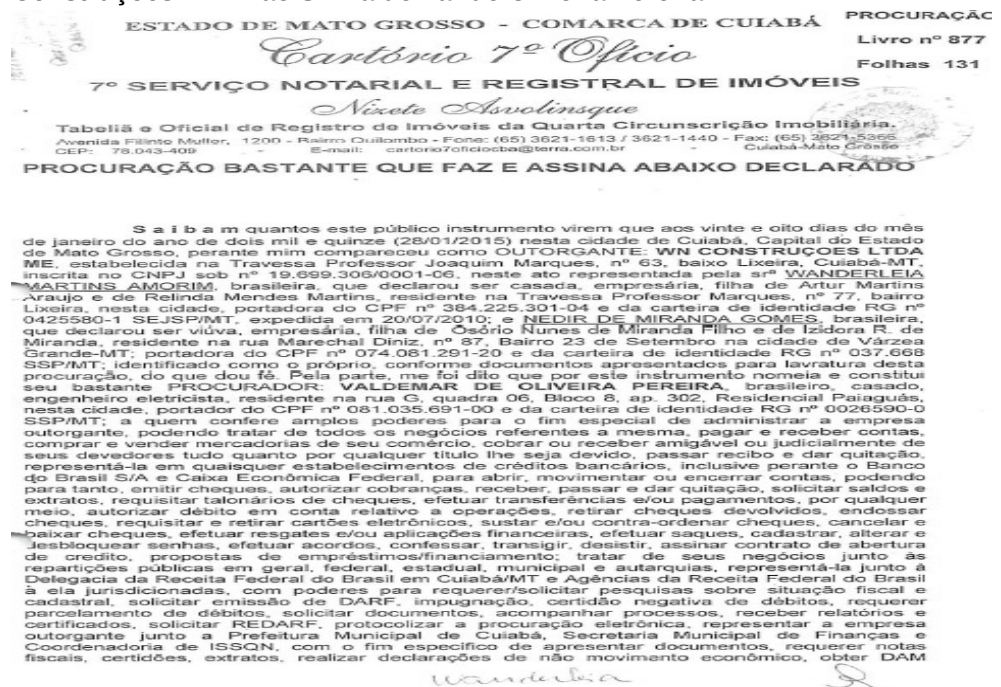 ESTADO DE MATO GROSSO - COMARCA DE CUIABÁ
PROCURAÇÃO
Livro nº 877
Folhas 131
Cartório 7º Ofício
7º SERVIÇO NOTARIAL E REGISTRAL DE IMÓVEIS
Nizete Asvolinsque
Tabeliã e Oficial de Registro de Imóveis da Quarta Circunscrição Imobiliária.
Avenida Filinto Muller, 1200 - Bairro Quilombo - Fone: (65) 3621-1613 / 3621-1440 - Fax: (65) 3621-5365
CEP: 78.043-409 - E-mail: cartorio7oficiocba@terra.com.br - Cuiabá-Mato Grosso
PROCURAÇÃO BASTANTE QUE FAZ E ASSINA ABAIXO DECLARADO
S a i b a m quantos este público instrumento virem que aos vinte e oito dias do mês
de janeiro do ano de dois mil e quinze (28/01/2015) nesta cidade de Cuiabá, Capital do Estado
de Mato Grosso, perante mim compareceu como OUTORGANTE: WN CONSTRUÇOES LTDA
ME, estabelecida na Travessa Professor Joaquim Marques, nº 63, baixo Lixeira, Cuiabá-MT,
inscrita no CNPJ sob nº 19.699.306/0001-06, neste ato representada pela srª WANDERLEIA
MARTINS AMORIM, brasileira, que declarou ser casada, empresária, filha de Artur Martins
Araujo e de Relinda Mendes Martins, residente na Travessa Professor Marques, nº 77, bairro
Lixeira, nesta cidade, portadora do CPF nº 384.225.301-04 e da carteira de identidade RG nº
0425580-1 SEJSP/MT, expedida em 20/07/2010; e NEDIR DE MIRANDA GOMES, brasileira,
que declarou ser viúva, empresária, filha de Osório Nunes de Miranda Filho e de Izidora R. de
Miranda, residente na rua Marechal Diniz, nº 87, Bairro 23 de Setembro na cidade de Várzea
Grande-MT; portadora do CPF nº 074.081.291-20 e da carteira de identidade RG nº 037.668
SSP/MT; identificado como o próprio, conforme documentos apresentados para lavratura desta
procuração, do que dou fé. Pela parte, me foi dito que por este instrumento nomeia e constitui
seu bastante PROCURADOR: VALDEMAR DE OLIVEIRA PEREIRA, brasileiro, casado,
engenheiro eletricista, residente na rua G, quadra 06, Bloco 8, ap. 302, Residencial Paiaguás,
nesta cidade, portador do CPF nº 081.035.691-00 e da carteira de identidade RG nº 0026590-0
SSP/MT; a quem confere amplos poderes para o fim especial de administrar a empresa
outorgante, podendo tratar de todos os negócios referentes a mesma, pagar e receber contas,
comprar e vender mercadorias de seu comércio, cobrar ou receber amigável ou judicialmente de
seus devedores tudo quanto por qualquer título lhe seja devido, passar recibo e dar quitação,
representá-la em quaisquer estabelecimentos de créditos bancários, inclusive perante o Banco
do Brasil S/A e Caixa Econômica Federal, para abrir, movimentar ou encerrar contas, podendo
para tanto, emitir cheques, autorizar cobranças, receber, passar e dar quitação, solicitar saldos e
extratos, requisitar talonários de cheques, efetuar transferências e/ou pagamentos, por qualquer
meio, autorizar débito em conta relativo a operações, retirar cheques devolvidos, endossar
cheques, requisitar e retirar cartões eletrônicos, sustar e/ou contra-ordenar cheques, cancelar e
baixar cheques, efetuar resgates e/ou aplicações financeiras, efetuar saques, cadastrar, alterar e
desbloquear senhas, efetuar acordos, confessar, transigir, desistir, assinar contrato de abertura
de credito, propostas de empréstimos/financiamento; tratar de seus negócios junto às
repartições públicas em geral, federal, estadual, municipal e autarquias, representá-la junto à
Delegacia da Receita Federal do Brasil em Cuiabá/MT e Agências da Receita Federal do Brasil
à ela jurisdicionadas, com poderes para requerer/solicitar pesquisas sobre situação fiscal e
cadastral, solicitar emissão de DARF, impugnação, certidão negativa de débitos, requerer
parcelamento de débitos, solicitar documentos, acompanhar processos, receber relatórios e
certificados, solicitar REDARF, protocolizar a procuração eletrônica, representar a empresa
outorgante junto a Prefeitura Municipal de Cuiabá, Secretaria Municipal de Finanças e
Coordenadoria de ISSQN, com o fim especifico de apresentar documentos, requerer notas
fiscais, certidões, extratos, realizar declarações de não movimento econômico, obter DAM
Wanderleia